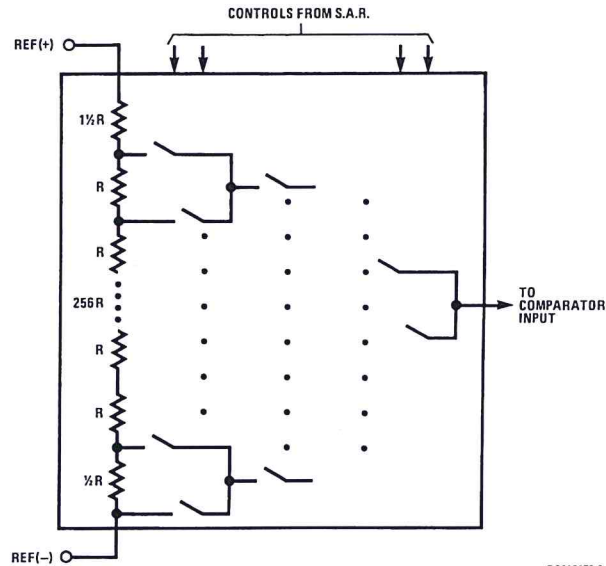 CONTROLS FROM S.A.R.
REF(+)
1½R
R
R
256R
R
R
½R
REF(−)
TO
COMPARATOR
INPUT